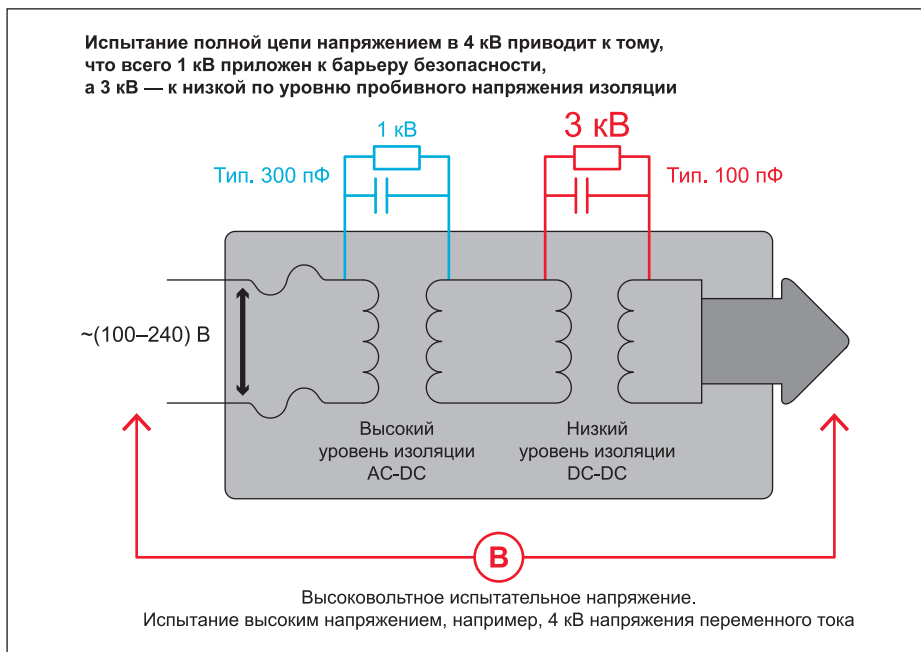 Испытание полной цепи напряжением в 4 кВ приводит к тому,
что всего 1 кВ приложен к барьеру безопасности,
а 3 кВ — к низкой по уровню пробивного напряжения изоляции
1 кВ
3 кВ
Тип. 300 пФ
Тип. 100 пФ
~(100–240) В
Высокий
уровень изоляции
AC-DC
Низкий
уровень изоляции
DC-DC
В
Высоковольтное испытательное напряжение.
Испытание высоким напряжением, например, 4 кВ напряжения переменного тока